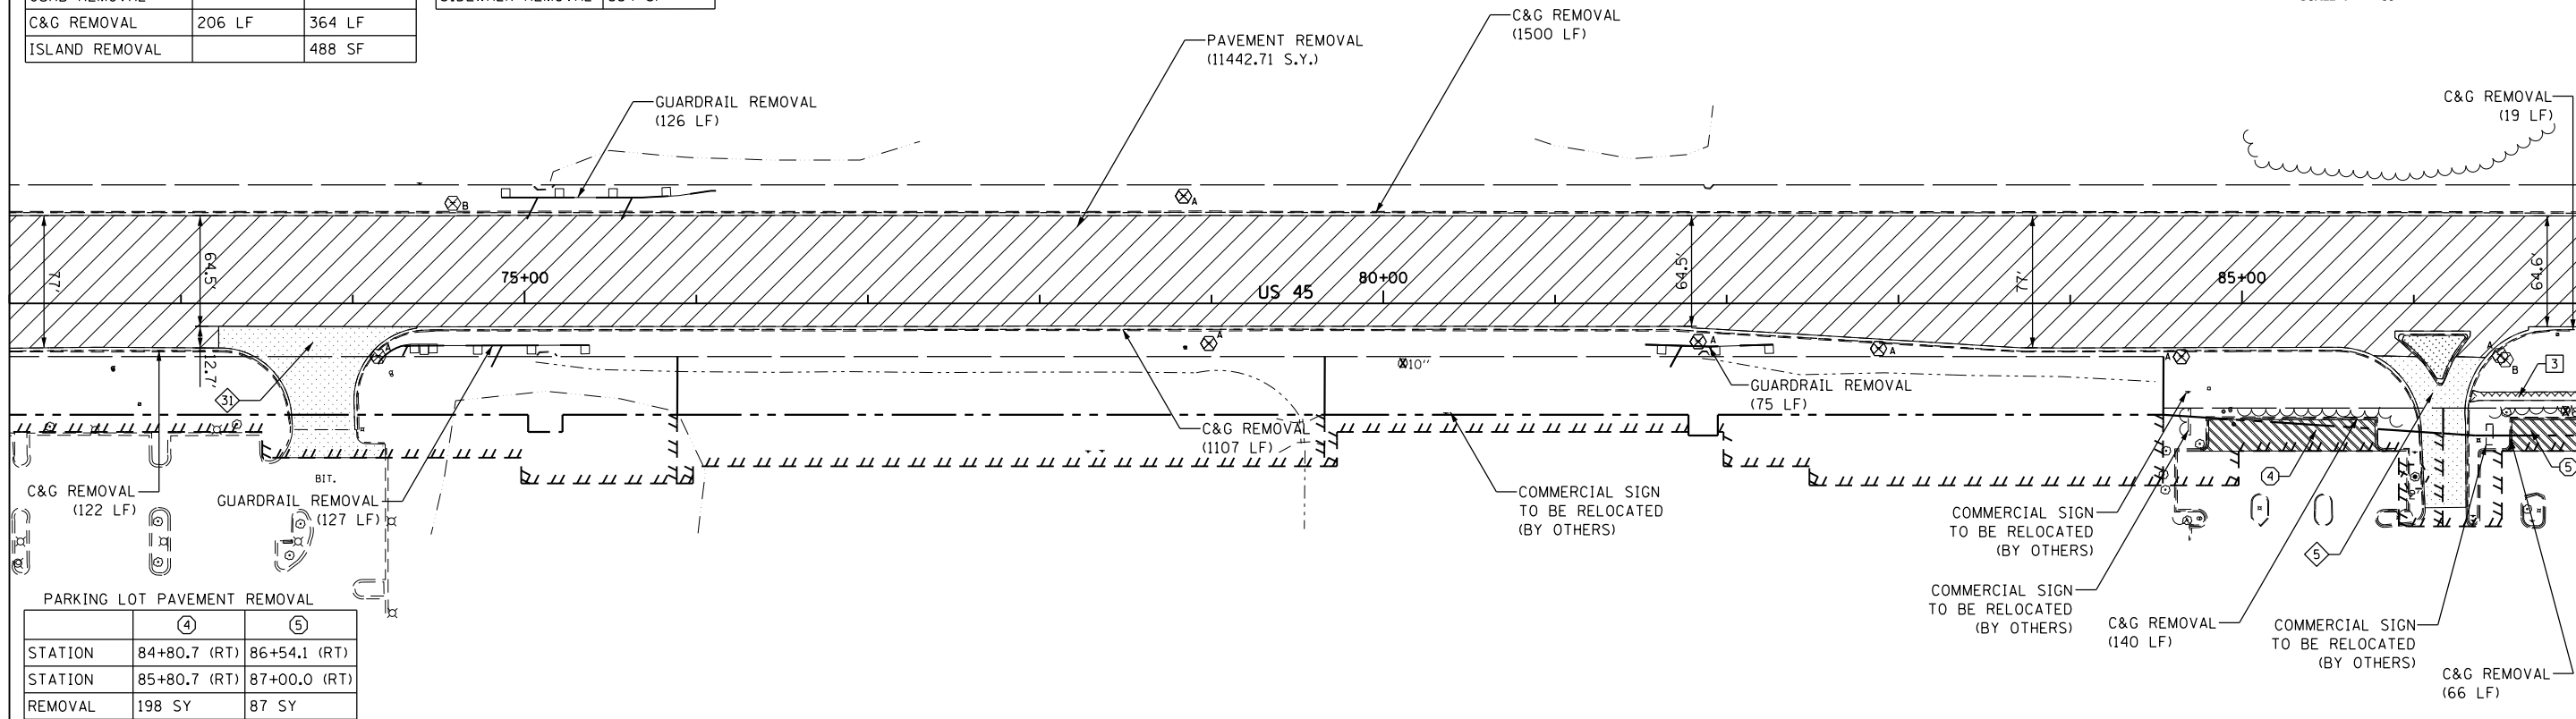 C&G REMOVAL 206 LF 364 LF
ISLAND REMOVAL 488 SF
C&G REMOVAL
(1500 LF)
PAVEMENT REMOVAL
(11442.71 S.Y.)
GUARDRAIL REMOVAL
(126 LF)
C&G REMOVAL
(19 LF)
B
A
77'
64.5'
75+00
US 45
80+00
64.5'
77'
85+00
64.6'
12.7'
A
A
A
A
A
A
B
10"
31
3
GUARDRAIL REMOVAL
(75 LF)
C&G REMOVAL
(1107 LF)
BIT.
C&G REMOVAL
(122 LF)
GUARDRAIL REMOVAL
(127 LF)
COMMERCIAL SIGN
TO BE RELOCATED
(BY OTHERS)
4
5
COMMERCIAL SIGN
TO BE RELOCATED
(BY OTHERS)
5
COMMERCIAL SIGN
TO BE RELOCATED
(BY OTHERS)
C&G REMOVAL
(140 LF)
COMMERCIAL SIGN
TO BE RELOCATED
(BY OTHERS)
C&G REMOVAL
(66 LF)
PARKING LOT PAVEMENT REMOVAL
4 5
STATION 84+80.7 (RT) 86+54.1 (RT)
STATION 85+80.7 (RT) 87+00.0 (RT)
REMOVAL 198 SY 87 SY